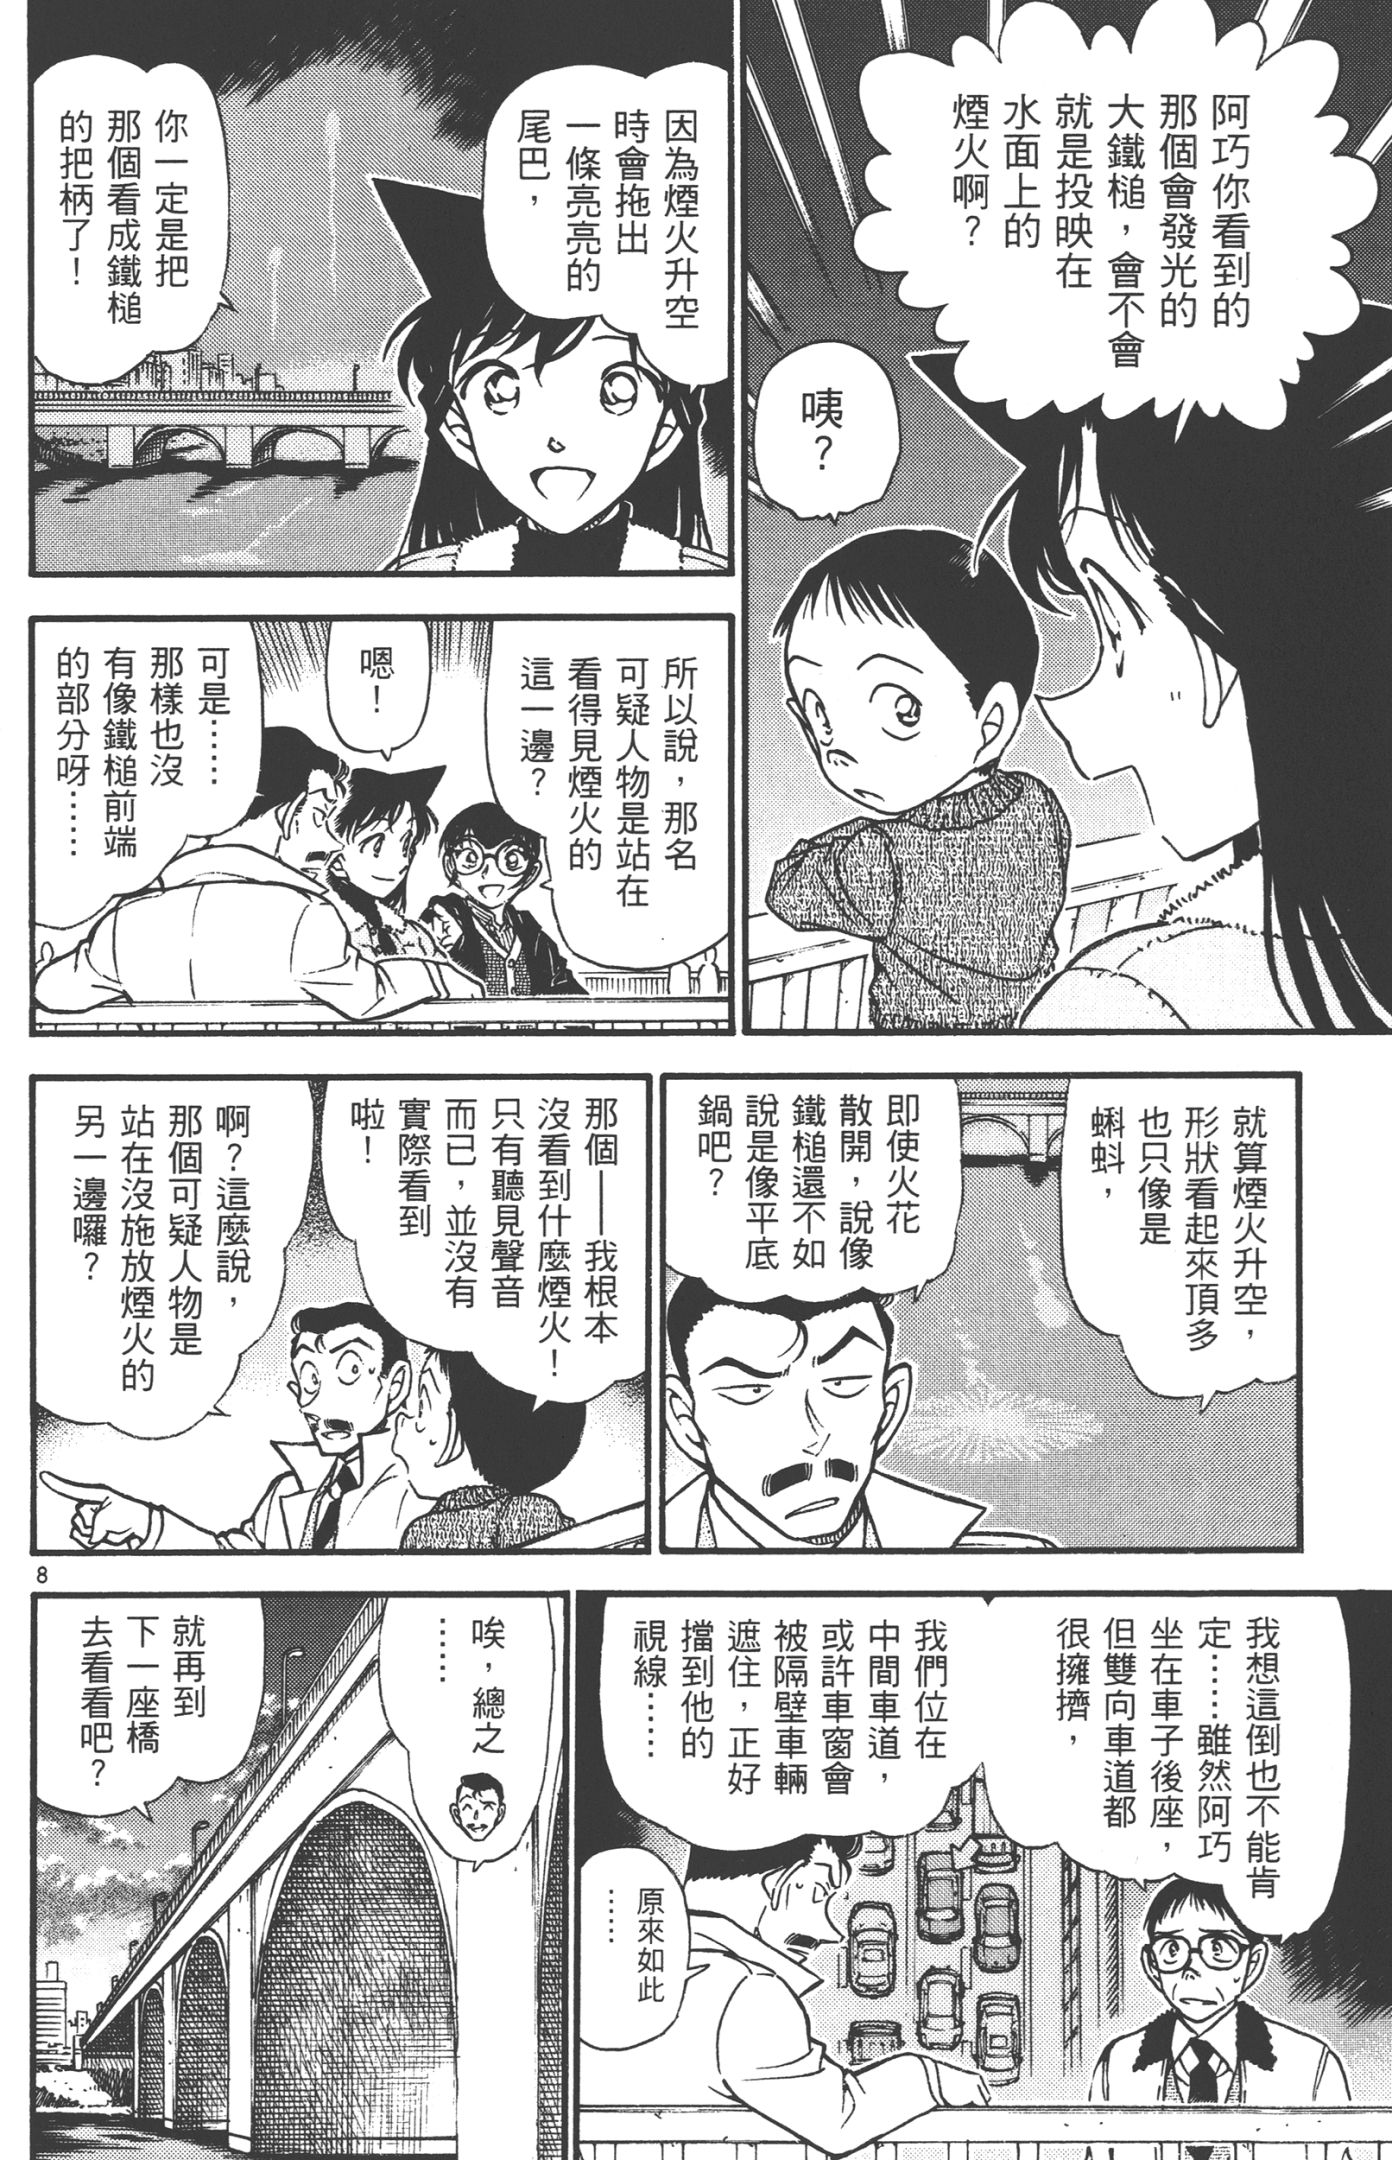 阿巧你看到的
那個會發光的
大鐵槌，會不會
就是投映在
水面上的
煙火啊？
咦？
因為煙火升空
時會拖出
一條亮亮的
尾巴，
你一定是把
那個看成鐵槌
的把柄了！
所以說，那名
可疑人物是站在
看得見煙火的
這一邊？
嗯！
可是……
那樣也沒
有像鐵槌前端
的部分呀……
就算煙火升空，
形狀看起來頂多
也只像是
蝌蚪，
即使火花
散開，說像
鐵槌還不如
說是像平底
鍋吧？
那個——我根本
沒看到什麼煙火！
只有聽見聲音
而已，並沒有
實際看到
啦！
啊？這麼說，
那個可疑人物是
站在沒施放煙火的
另一邊囉？
8
我想這倒也不能肯
定……雖然阿巧
坐在車子後座，
但雙向車道都
很擁擠，
我們位在
中間車道，
或許車窗會
被隔壁車輛
遮住，正好
擋到他的
視線……
原來如此
……
唉，總之
……
就再到
下一座橋
去看看吧？